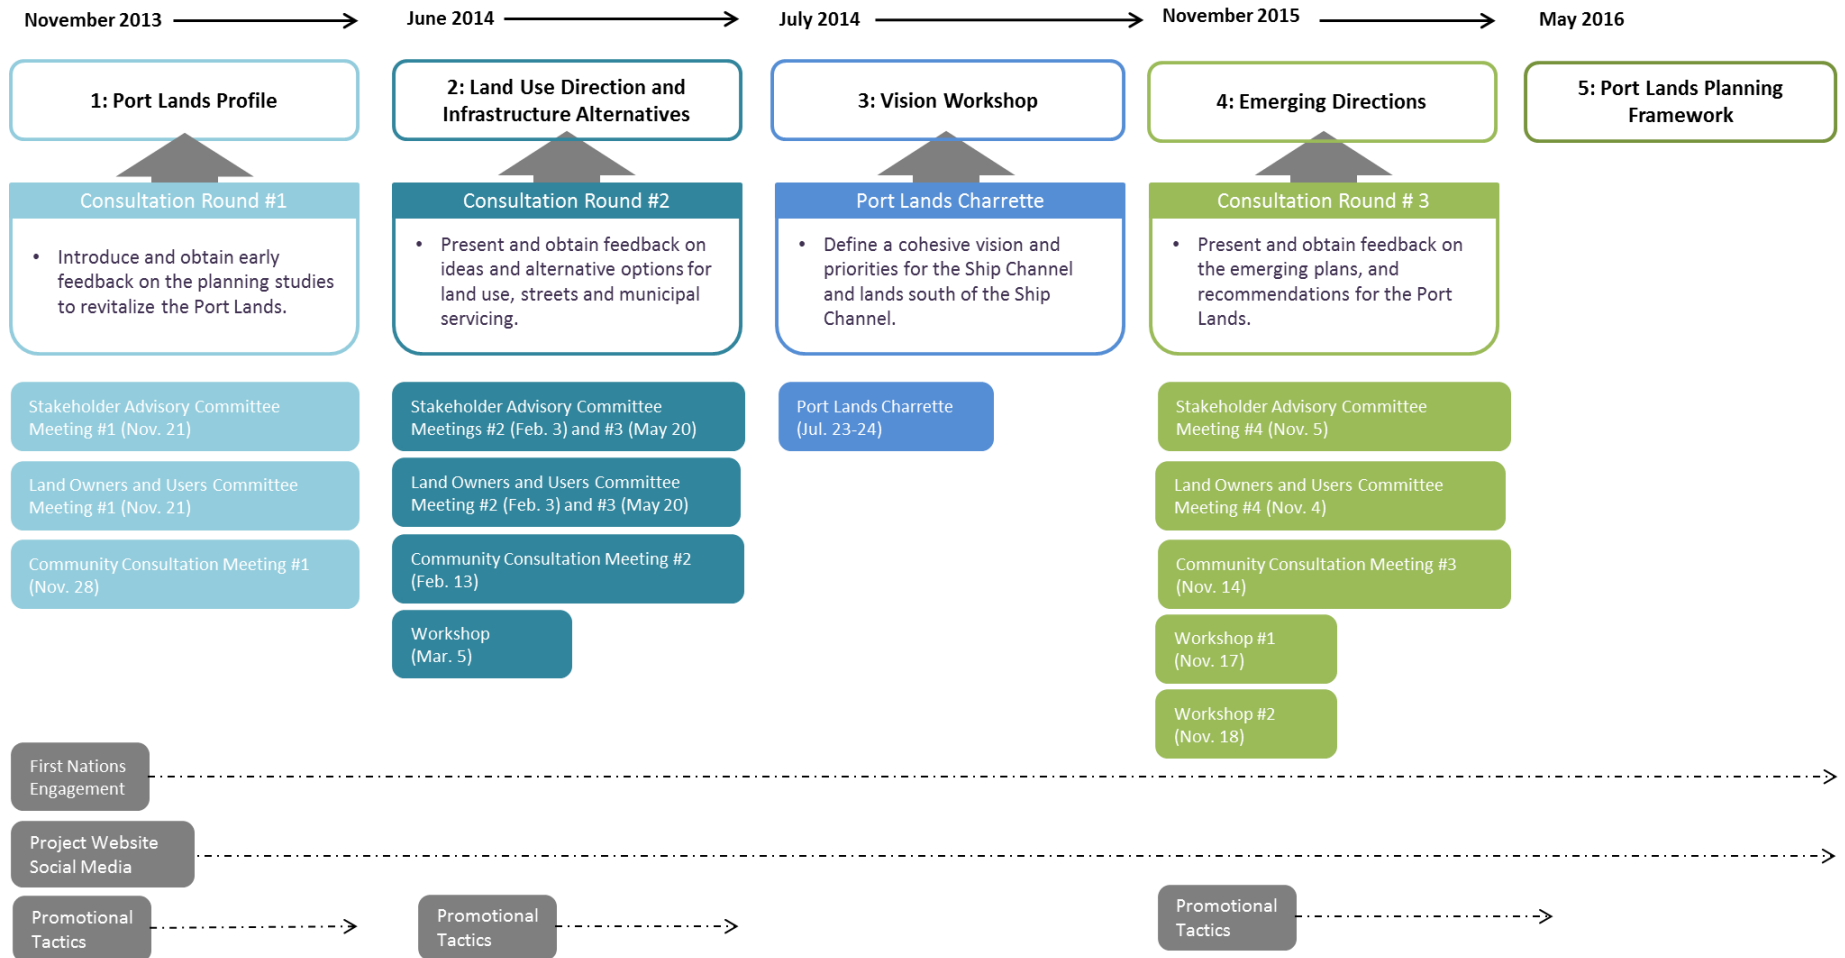 November 2013
June 2014
July 2014
November 2015
May 2016
1: Port Lands Profile
2: Land Use Direction and
Infrastructure Alternatives
3: Vision Workshop
4: Emerging Directions
5: Port Lands Planning
Framework
Consultation Round #1
• Introduce and obtain early
feedback on the planning studies
to revitalize the Port Lands.
Consultation Round #2
• Present and obtain feedback on
ideas and alternative options for
land use, streets and municipal
servicing.
Port Lands Charrette
• Define a cohesive vision and
priorities for the Ship Channel
and lands south of the Ship
Channel.
Consultation Round # 3
• Present and obtain feedback on
the emerging plans, and
recommendations for the Port
Lands.
Stakeholder Advisory Committee
Meeting #1 (Nov. 21)
Land Owners and Users Committee
Meeting #1 (Nov. 21)
Community Consultation Meeting #1
(Nov. 28)
Stakeholder Advisory Committee
Meetings #2 (Feb. 3) and #3 (May 20)
Land Owners and Users Committee
Meeting #2 (Feb. 3) and #3 (May 20)
Community Consultation Meeting #2
(Feb. 13)
Workshop
(Mar. 5)
Port Lands Charrette
(Jul. 23-24)
Stakeholder Advisory Committee
Meeting #4 (Nov. 5)
Land Owners and Users Committee
Meeting #4 (Nov. 4)
Community Consultation Meeting #3
(Nov. 14)
Workshop #1
(Nov. 17)
Workshop #2
(Nov. 18)
First Nations
Engagement
Project Website
Social Media
Promotional
Tactics
Promotional
Tactics
Promotional
Tactics